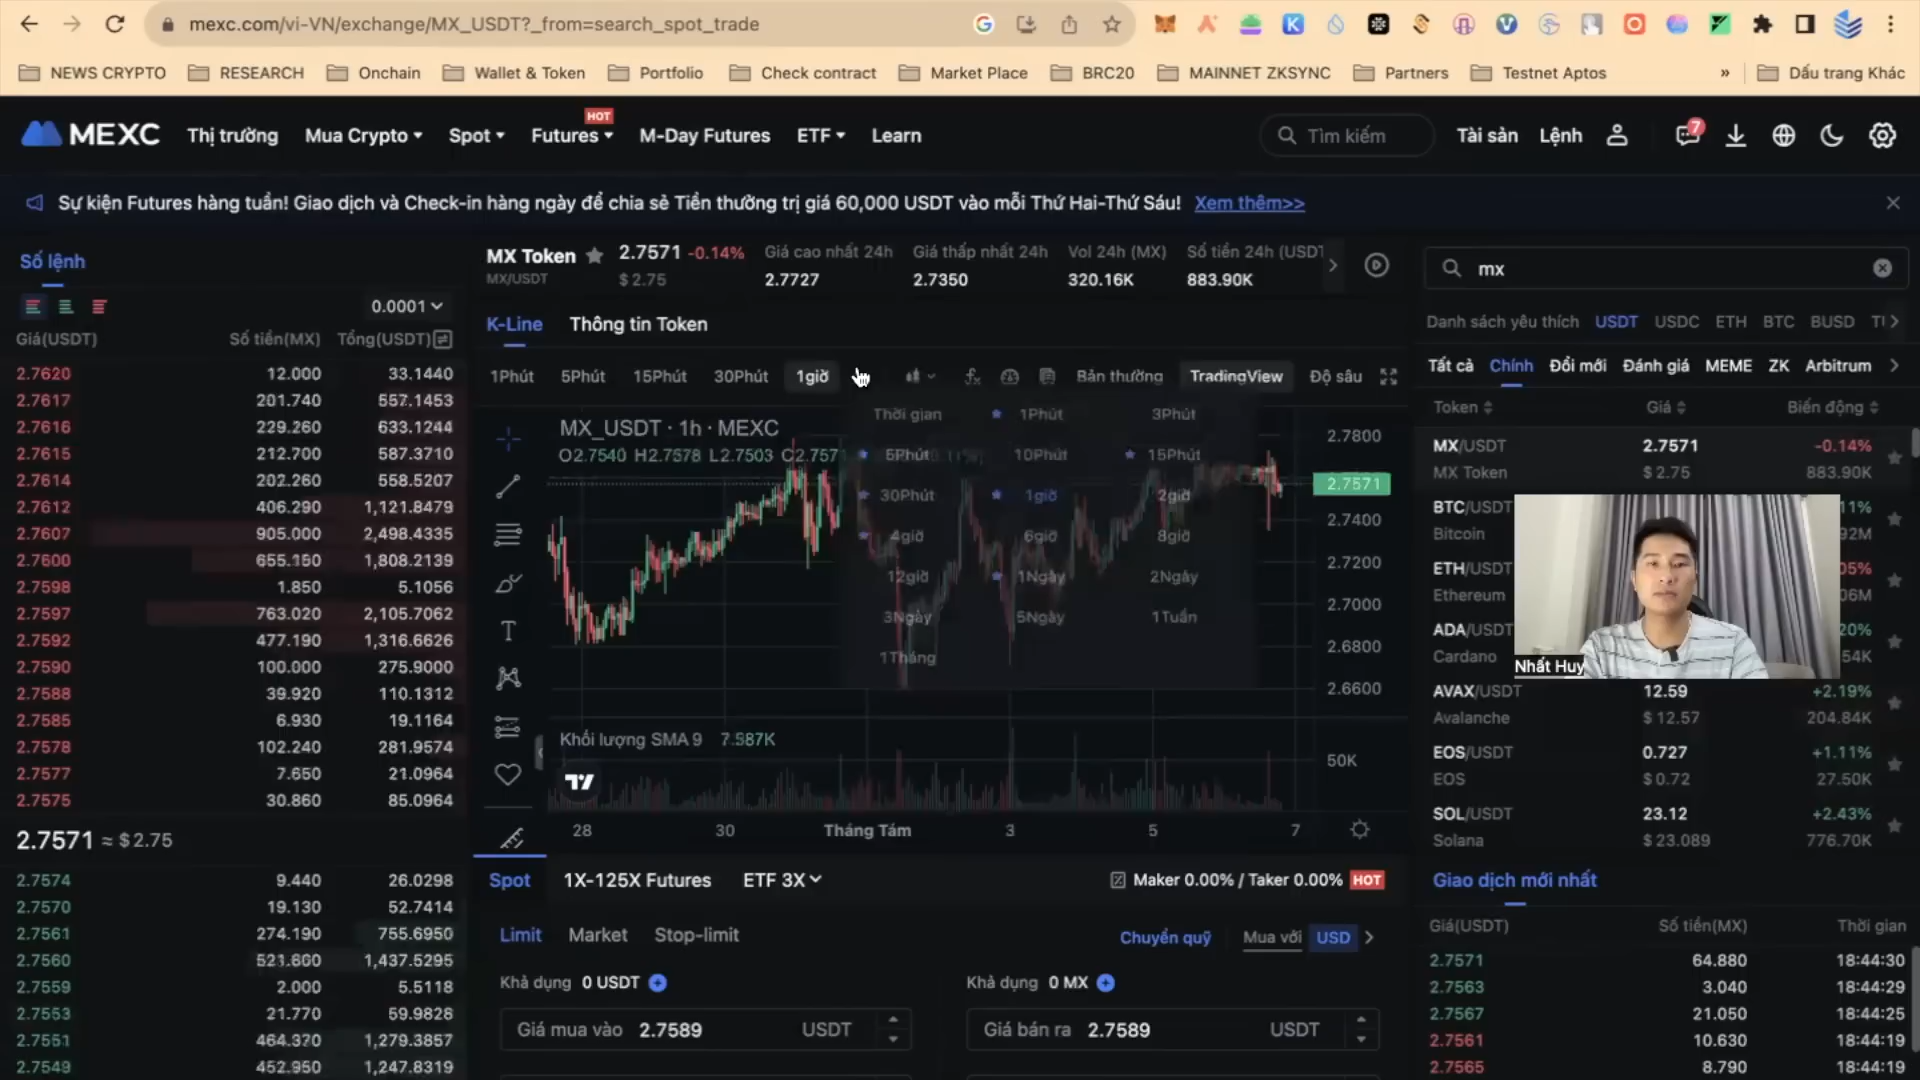 mexc.com/vi-VN/exchange/MX_USDT?_from=search_spot_trade
NEWS CRYPTO RESEARCH Onchain Wallet & Token Portfolio Check contract Market Place BRC20 MAINNET ZKSYNC Partners Testnet Aptos » Dấu trang Khác
HOT
MEXC Thị trường Mua Crypto Spot Futures M-Day Futures ETF Learn Tìm kiếm Tài sản Lệnh 7
Sự kiện Futures hàng tuần! Giao dịch và Check-in hàng ngày để chia sẻ Tiền thưởng trị giá 60,000 USDT vào mỗi Thứ Hai-Thứ Sáu! Xem thêm>>
Số lệnh
0.0001
Giá(USDT) Số tiền(MX) Tổng(USDT)
2.7620 12.000 33.1440
2.7617 201.740 557.1453
2.7616 229.260 633.1244
2.7615 212.700 587.3710
2.7614 202.260 558.5207
2.7612 406.290 1,121.8479
2.7607 905.000 2,498.4335
2.7600 655.150 1,808.2139
2.7598 1.850 5.1056
2.7597 763.020 2,105.7062
2.7592 477.190 1,316.6626
2.7590 100.000 275.9000
2.7588 39.920 110.1312
2.7585 6.930 19.1164
2.7578 102.240 281.9574
2.7577 7.650 21.0964
2.7575 30.860 85.0964
2.7571 ≈ $ 2.75
2.7574 9.440 26.0298
2.7570 19.130 52.7414
2.7561 274.190 755.6950
2.7560 521.600 1,437.5295
2.7559 2.000 5.5118
2.7553 21.770 59.9828
2.7551 464.370 1,279.3857
2.7549 452.950 1,247.8319
MX Token 2.7571 -0.14% Giá cao nhất 24h Giá thấp nhất 24h Vol 24h (MX) Số tiền 24h (USDT
MX/USDT $ 2.75 2.7727 2.7350 320.16K 883.90K
K-Line Thông tin Token
1Phút 5Phút 15Phút 30Phút 1giờ Bản thường TradingView Độ sâu
MX_USDT · 1h · MEXC
O2.7540 H2.7578 L2.7503 C2.7571
Thời gian 1Phút 3Phút
5Phút 10Phút 15Phút
30Phút 1giờ 2giờ
4giờ 6giờ 8giờ
12giờ 1Ngày 2Ngày
3Ngày 5Ngày 1Tuần
1Tháng
2.7800
2.7571
2.7400
2.7200
2.7000
2.6800
2.6600
Khối lượng SMA 9 7.587K
50K
28 30 Tháng Tám 3 5 7
Spot 1X-125X Futures ETF 3X Maker 0.00% / Taker 0.00% HOT
Limit Market Stop-limit Chuyển quỹ Mua với USD
Khả dụng 0 USDT Khả dụng 0 MX
Giá mua vào 2.7589 USDT Giá bán ra 2.7589 USDT
mx
Danh sách yêu thích USDT USDC ETH BTC BUSD
Tất cả Chính Đổi mới Đánh giá MEME ZK Arbitrum
Token Giá Biến động
MX/USDT 2.7571 -0.14%
MX Token $ 2.75 883.90K
BTC/USDT 11%
Bitcoin 92M
ETH/USDT 05%
Ethereum 06M
ADA/USDT 20%
Cardano 54K
Nhất Huy
AVAX/USDT 12.59 +2.19%
Avalanche $ 12.57 204.84K
EOS/USDT 0.727 +1.11%
EOS $ 0.72 27.50K
SOL/USDT 23.12 +2.43%
Solana $ 23.089 776.70K
Giao dịch mới nhất
Giá(USDT) Số tiền(MX) Thời gian
2.7571 64.880 18:44:30
2.7563 3.040 18:44:29
2.7567 21.050 18:44:25
2.7561 10.630 18:44:19
2.7565 8.790 18:44:19